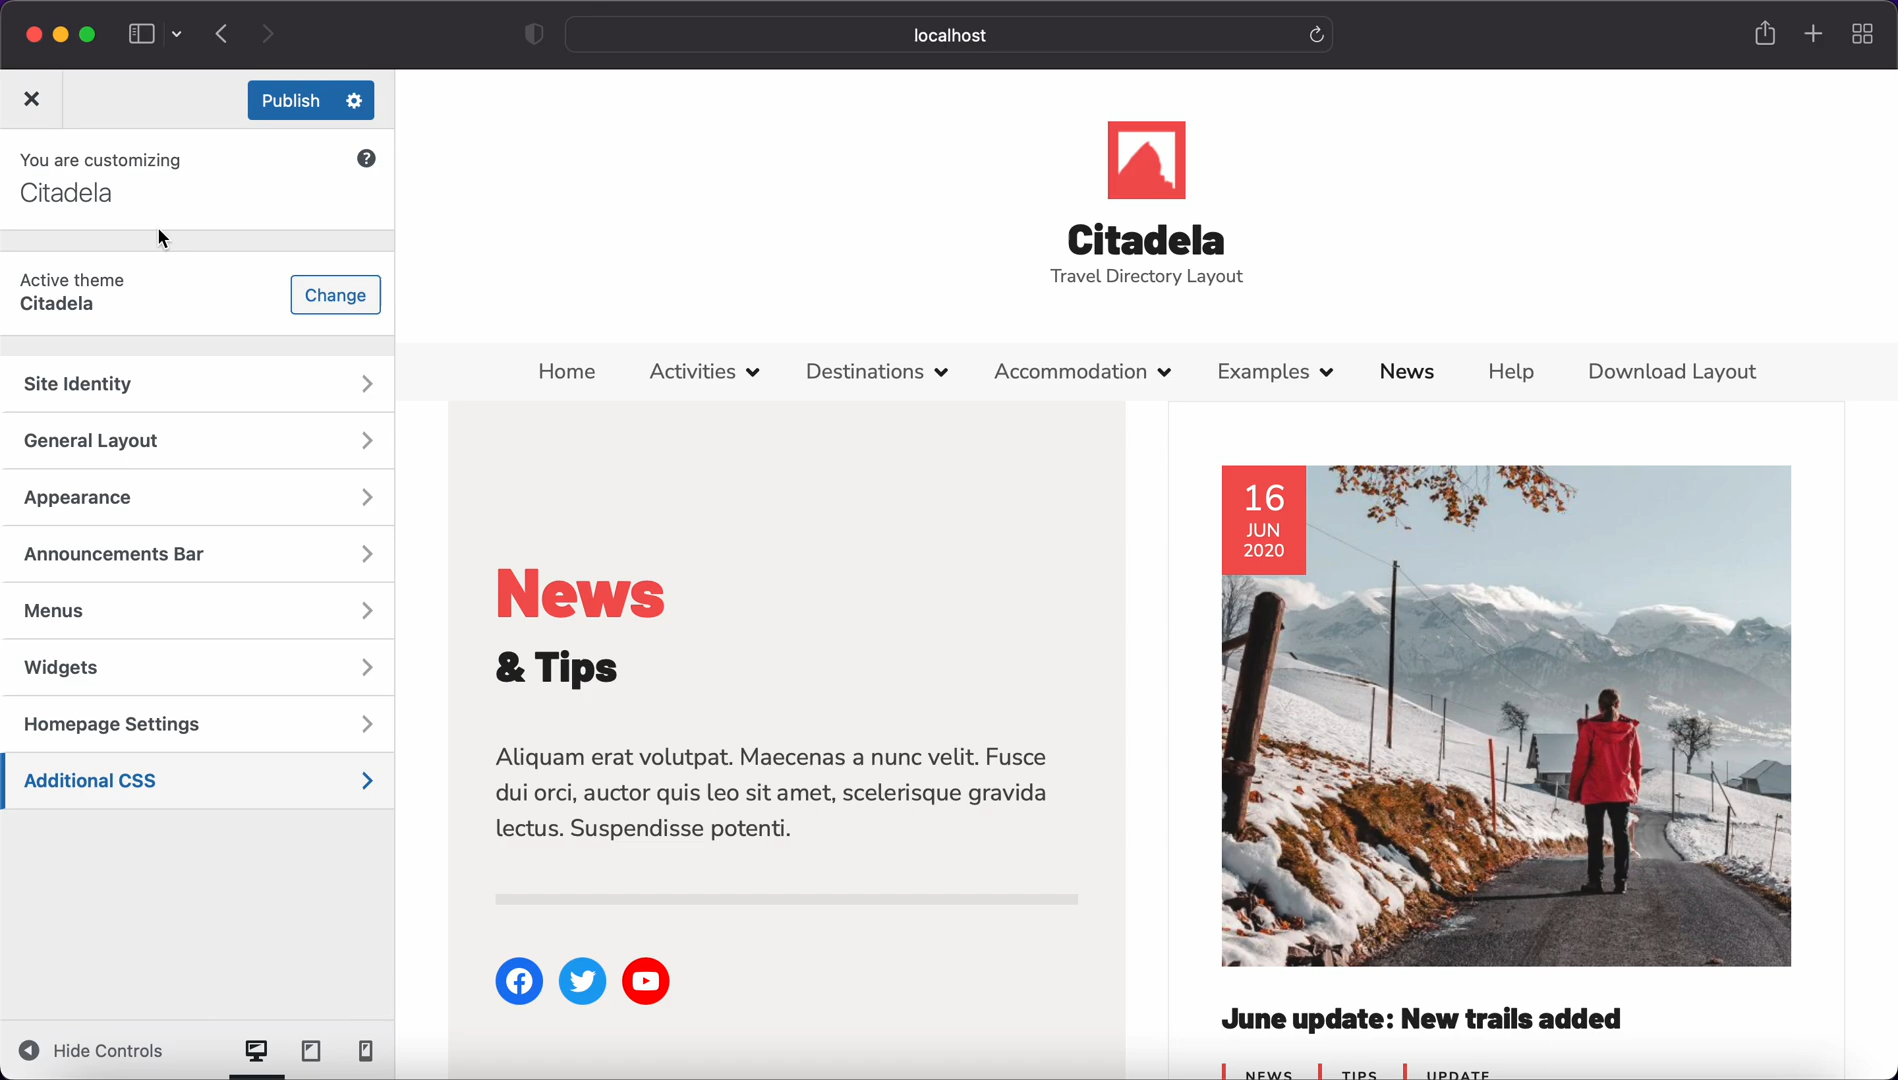 localhost
Publish
You are customizing
Citadela
Active theme
Citadela
Change
Site Identity
General Layout
Appearance
Announcements Bar
Menus
Widgets
Homepage Settings
Additional CSS
Hide Controls
Citadela
Travel Directory Layout
Home Activities Destinations Accommodation Examples News Help Download Layout
News
& Tips
Aliquam erat volutpat. Maecenas a nunc velit. Fusce
dui orci, auctor quis leo sit amet, scelerisque gravida
lectus. Suspendisse potenti.
16
JUN
2020
June update: New trails added
NEWS TIPS UPDATE